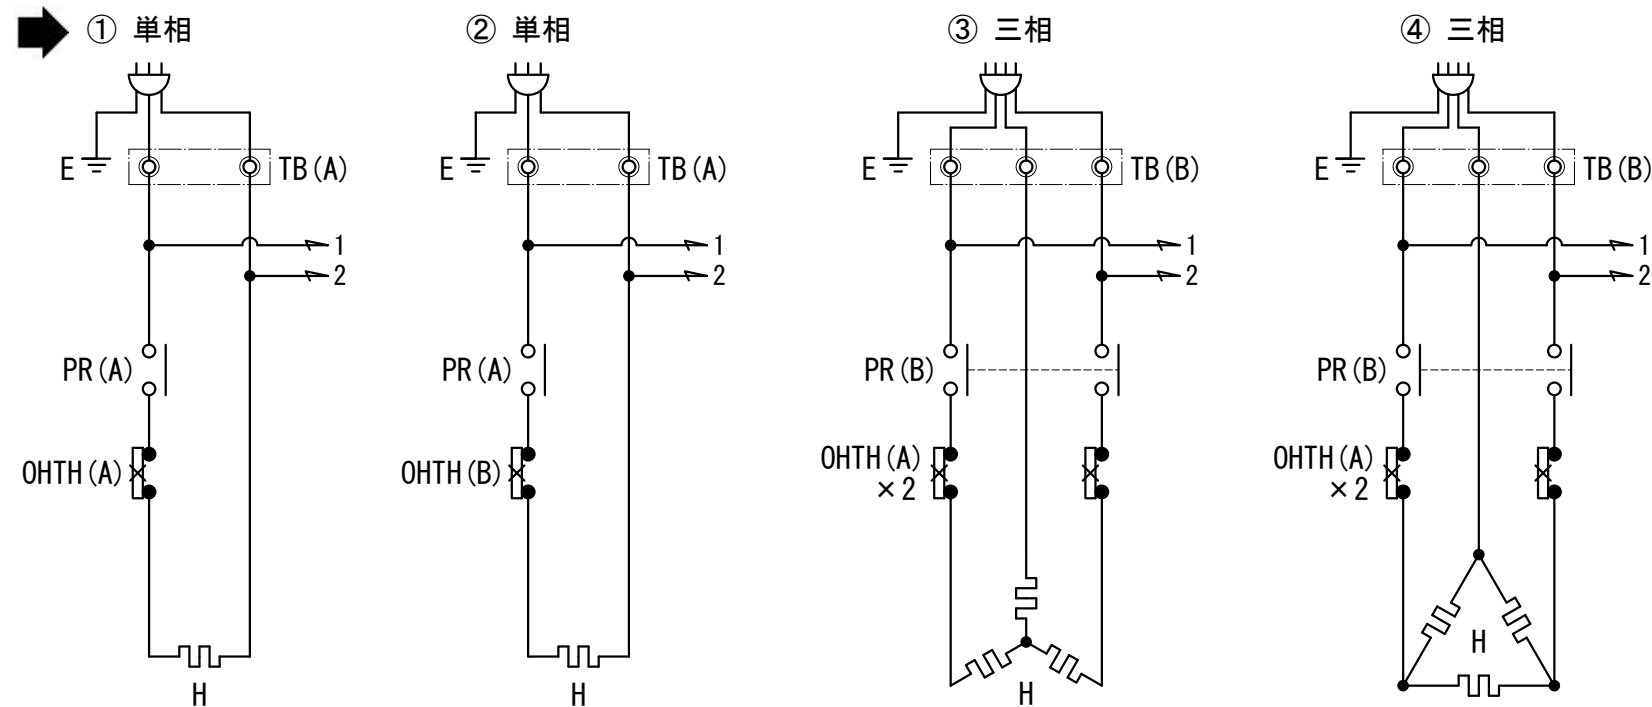 ① 単相
② 単相
③ 三相
④ 三相
E
TB(A)
E
TB(A)
E
TB(B)
E
TB(B)
1
1
1
1
2
2
2
2
PR(A)
PR(A)
PR(B)
PR(B)
OHTH(A)
OHTH(B)
OHTH(A)
×2
OHTH(A)
×2
H
H
H
H